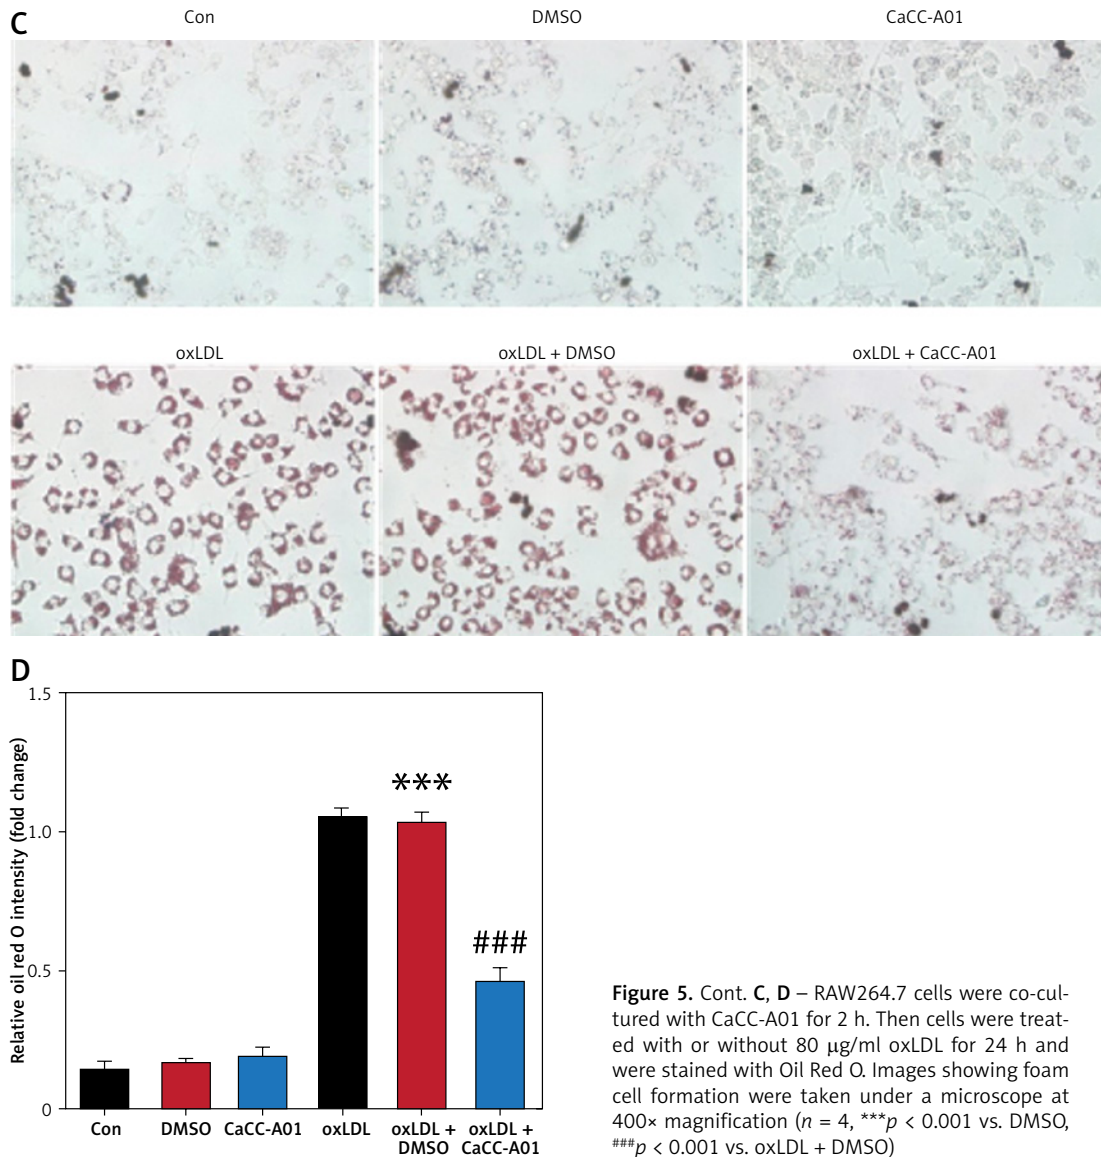 C
Con DMSO CaCC-A01
oxLDL oxLDL + DMSO oxLDL + CaCC-A01
D
Relative oil red O intensity (fold change)
1.5
1.0
0.5
0
***
###
Con DMSO CaCC-A01 oxLDL oxLDL + DMSO oxLDL + CaCC-A01
Figure 5. Cont. C, D – RAW264.7 cells were co-cul-
tured with CaCC-A01 for 2 h. Then cells were treat-
ed with or without 80 μg/ml oxLDL for 24 h and
were stained with Oil Red O. Images showing foam
cell formation were taken under a microscope at
400× magnification (n = 4, ***p < 0.001 vs. DMSO,
###p < 0.001 vs. oxLDL + DMSO)